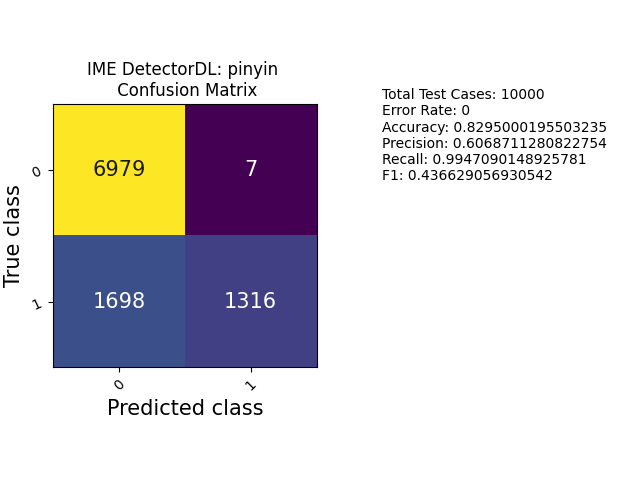 IME DetectorDL: pinyin
Confusion Matrix
Total Test Cases: 10000
Error Rate: 0
Accuracy: 0.8295000195503235
Precision: 0.6068711280822754
Recall: 0.9947090148925781
F1: 0.436629056930542
True class
0
6979 7
1
1698 1316
0 1
Predicted class